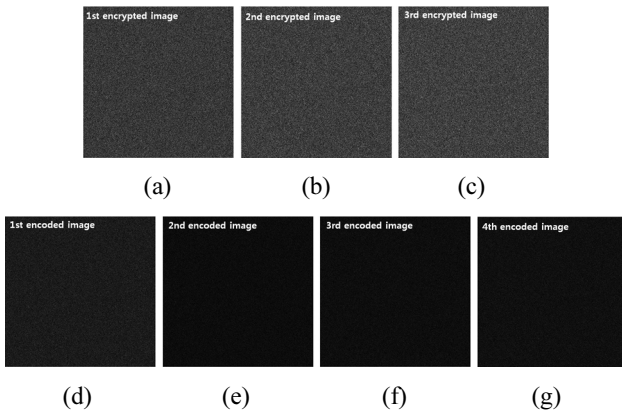 1st encrypted image
2nd encrypted image
3rd encrypted image
(a)
(b)
(c)
1st encoded image
2nd encoded image
3rd encoded image
4th encoded image
(d)
(e)
(f)
(g)